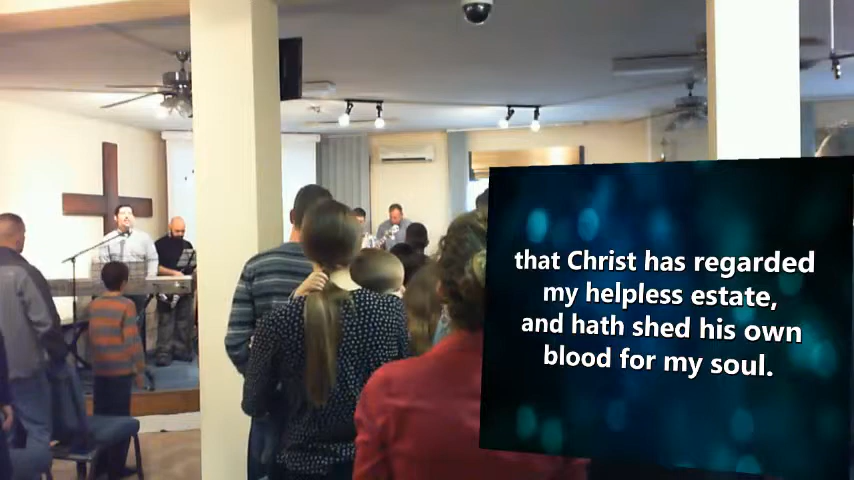 that Christ has regarded
my helpless estate,
and hath shed his own
blood for my soul.